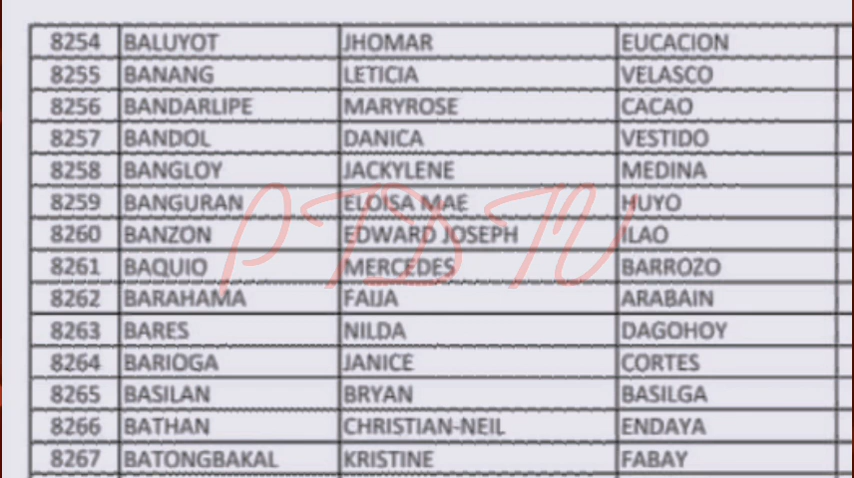 8254 BALUYOT JHOMAR EUCACION
8255 BANANG LETICIA VELASCO
8256 BANDARLIPE MARYROSE CACAO
8257 BANDOL DANICA VESTIDO
8258 BANGLOY JACKYLENE MEDINA
8259 BANGURAN ELOISA MAE HUYO
8260 BANZON EDWARD JOSEPH ILAO
8261 BAQUIO MERCEDES BARROZO
8262 BARAHAMA FAIJA ARABAIN
8263 BARES NILDA DAGOHOY
8264 BARIOGA JANICE CORTES
8265 BASILAN BRYAN BASILGA
8266 BATHAN CHRISTIAN-NEIL ENDAYA
8267 BATONGBAKAL KRISTINE FABAY